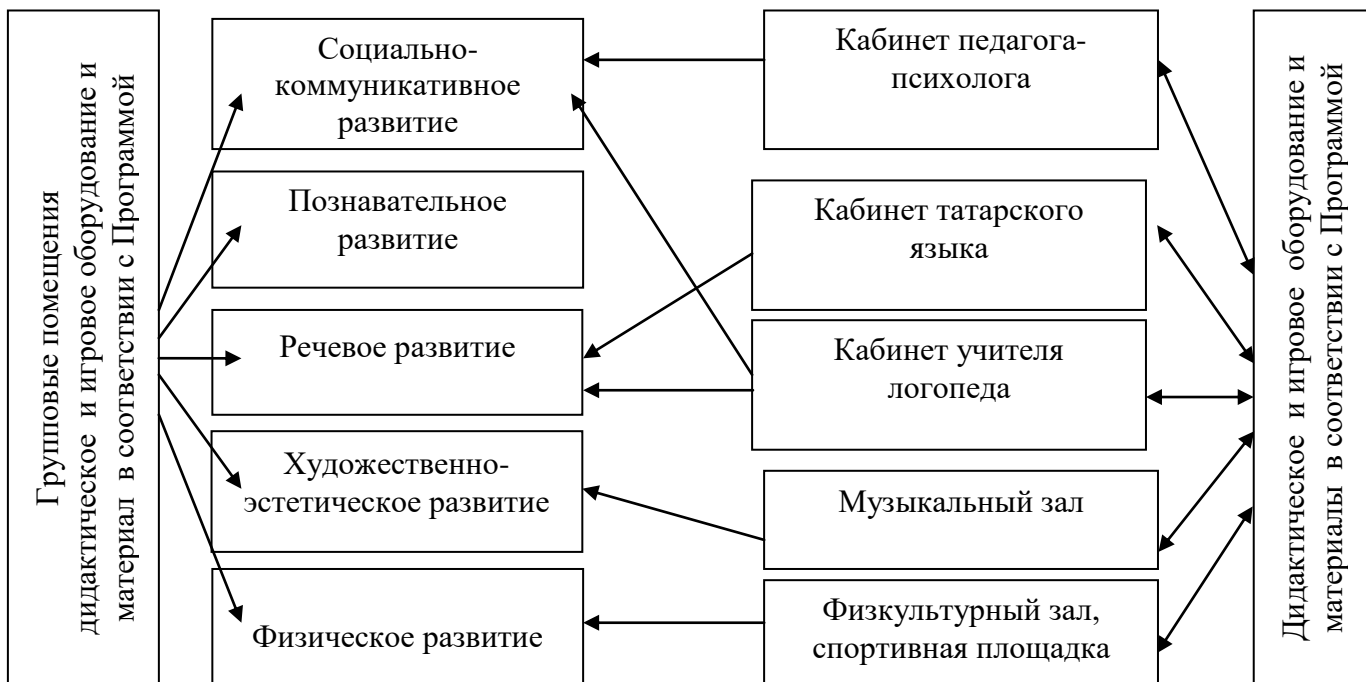 Групповые помещения
дидактическое и игровое оборудование и
материал в соответствии с Программой
Социально-
коммуникативное
развитие
Познавательное
развитие
Речевое развитие
Художественно-
эстетическое развитие
Физическое развитие
Кабинет педагога-
психолога
Кабинет татарского
языка
Кабинет учителя
логопеда
Музыкальный зал
Физкультурный зал,
спортивная площадка
Дидактическое и игровое оборудование и
материалы в соответствии с Программой